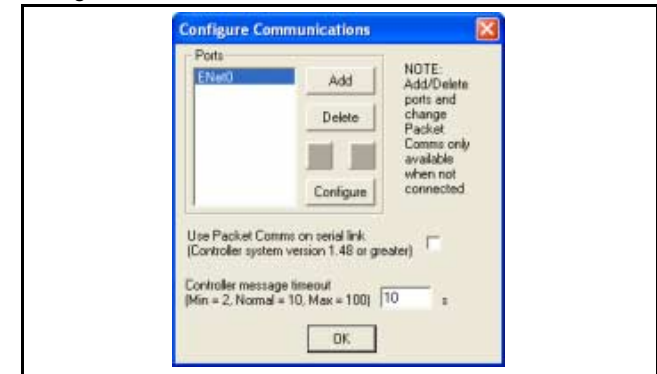 Configure Communications
Ports
ENet0
Add
Delete
Configure
NOTE:
Add/Delete
ports and
change
Packet
Comms only
available
when not
connected
Use Packet Comms on serial link
(Controller system version 1.48 or greater)
Controller message timeout
(Min = 2, Normal = 10, Max = 100)
10
s
OK